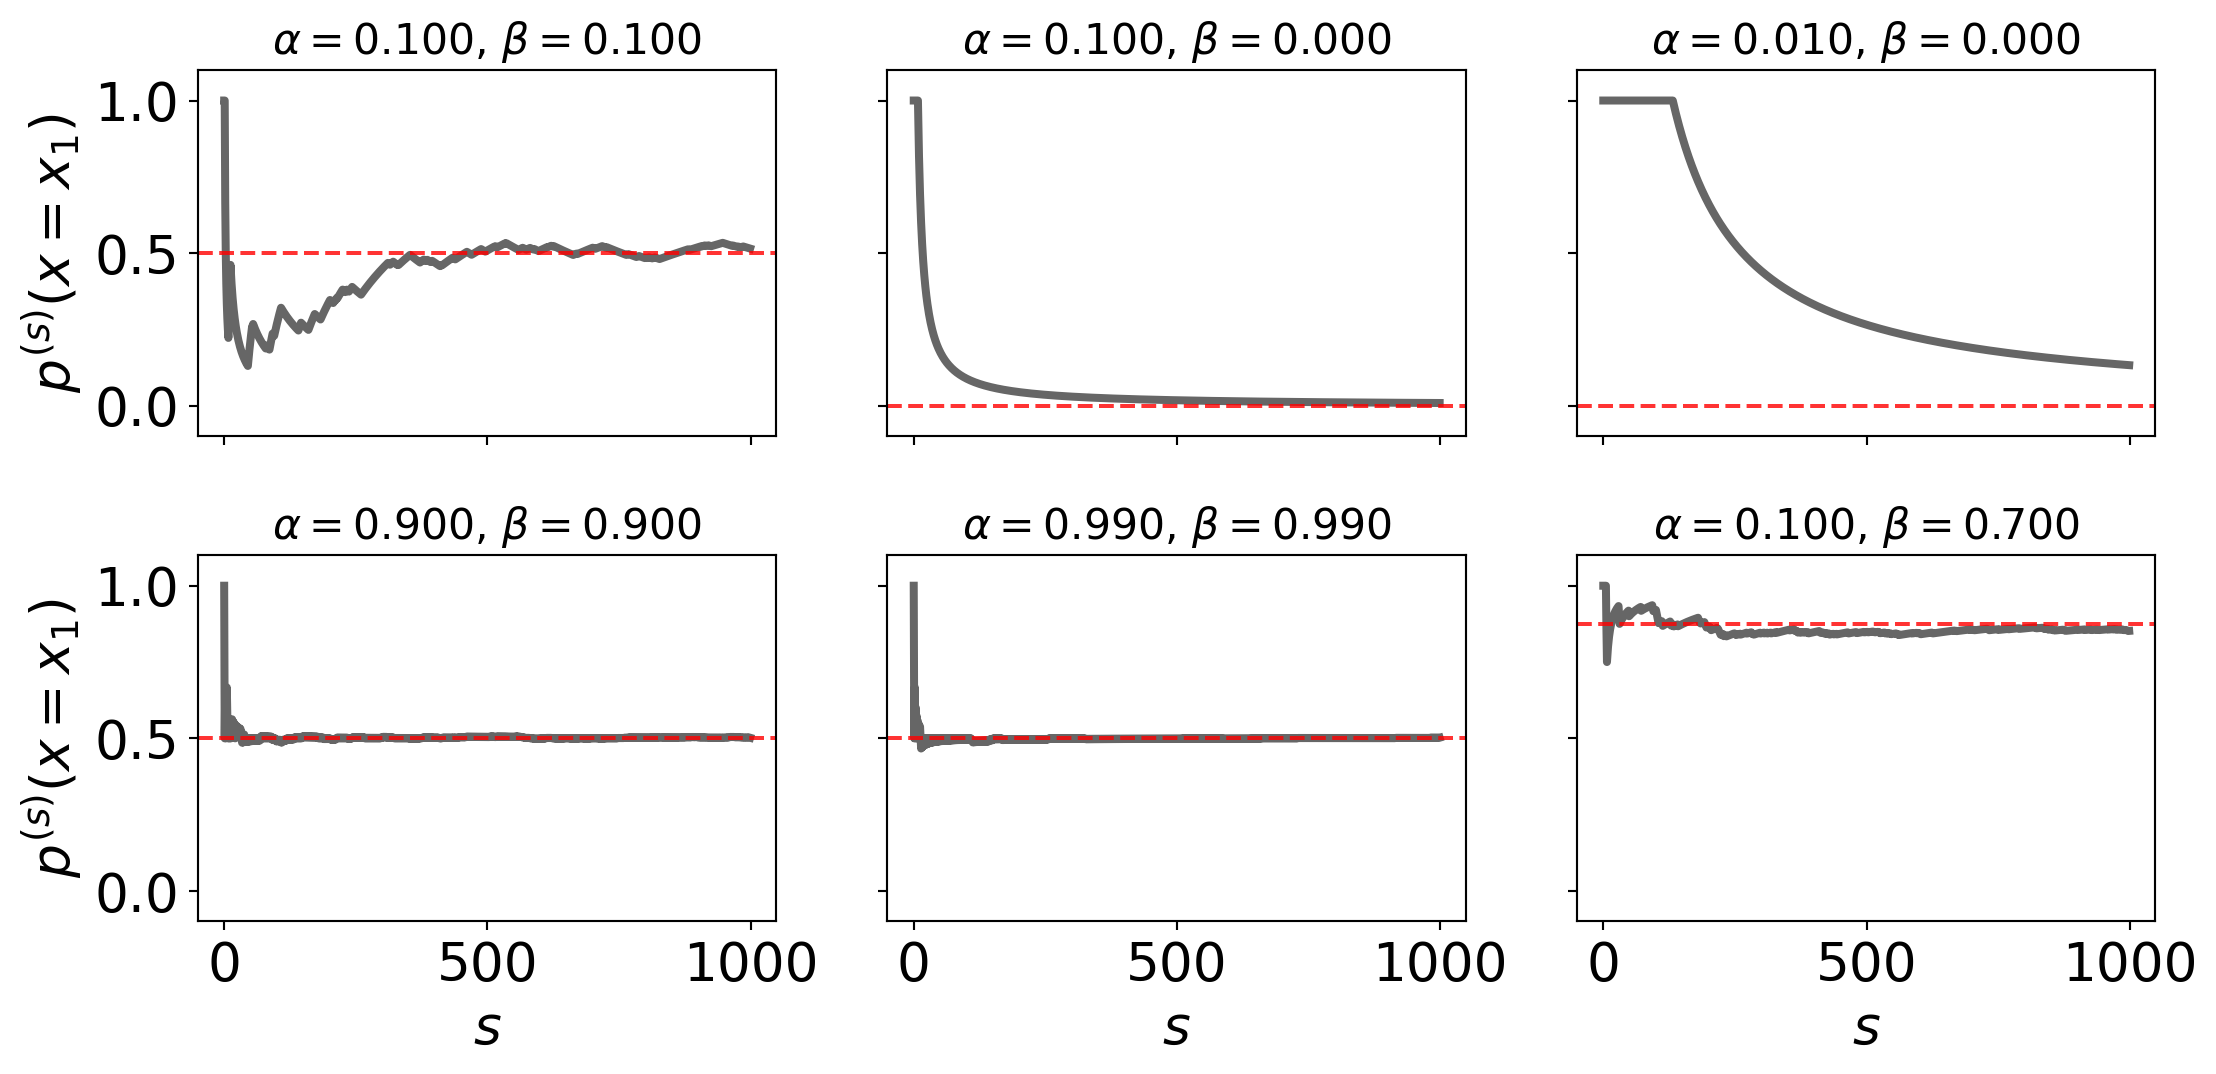 α = 0.100, β = 0.100
α = 0.100, β = 0.000
α = 0.010, β = 0.000
p^(s)(x = x₁)
1.0
0.5
0.0
α = 0.900, β = 0.900
α = 0.990, β = 0.990
α = 0.100, β = 0.700
p^(s)(x = x₁)
1.0
0.5
0.0
0 500 1000
0 500 1000
0 500 1000
s
s
s